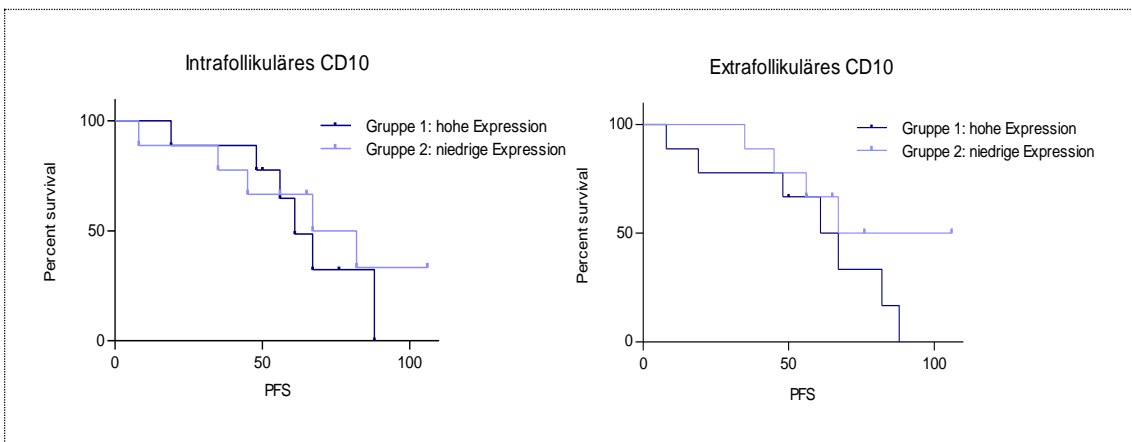 Intrafollikuläres CD10
100
50
0
Percent survival
Gruppe 1: hohe Expression
Gruppe 2: niedrige Expression
0
50
100
PFS
Extrafollikuläres CD10
100
50
0
Percent survival
Gruppe 1: hohe Expression
Gruppe 2: niedrige Expression
0
50
100
PFS